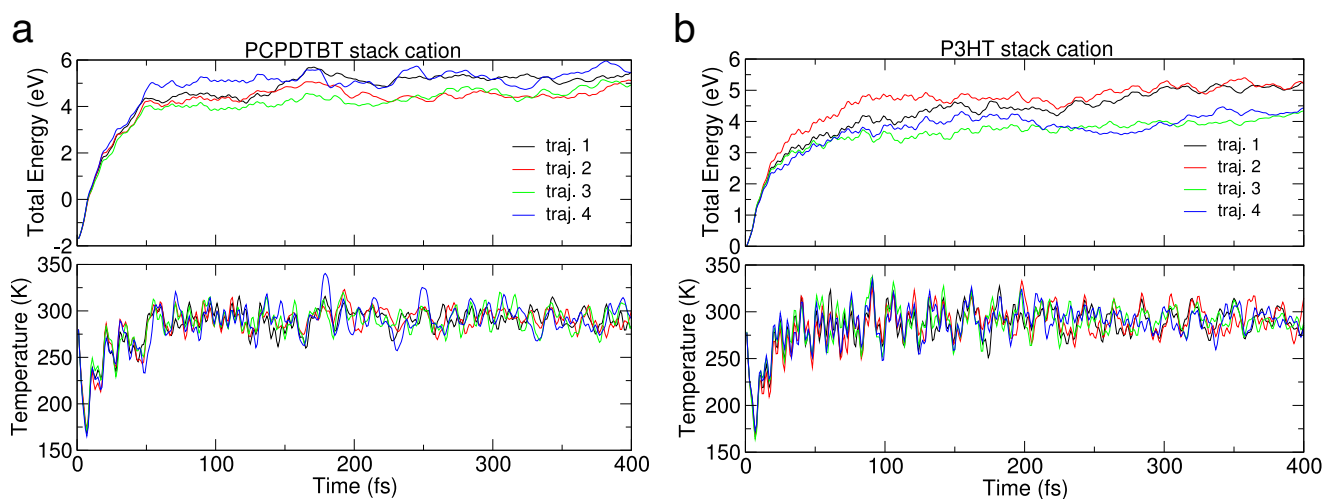 a
PCPDTBT stack cation
Total Energy (eV)
6
4
2
0
-2
traj. 1
traj. 2
traj. 3
traj. 4
Temperature (K)
350
300
250
200
150
0
100
200
300
400
Time (fs)
b
P3HT stack cation
Total Energy (eV)
6
5
4
3
2
1
0
traj. 1
traj. 2
traj. 3
traj. 4
Temperature (K)
350
300
250
200
150
0
100
200
300
400
Time (fs)